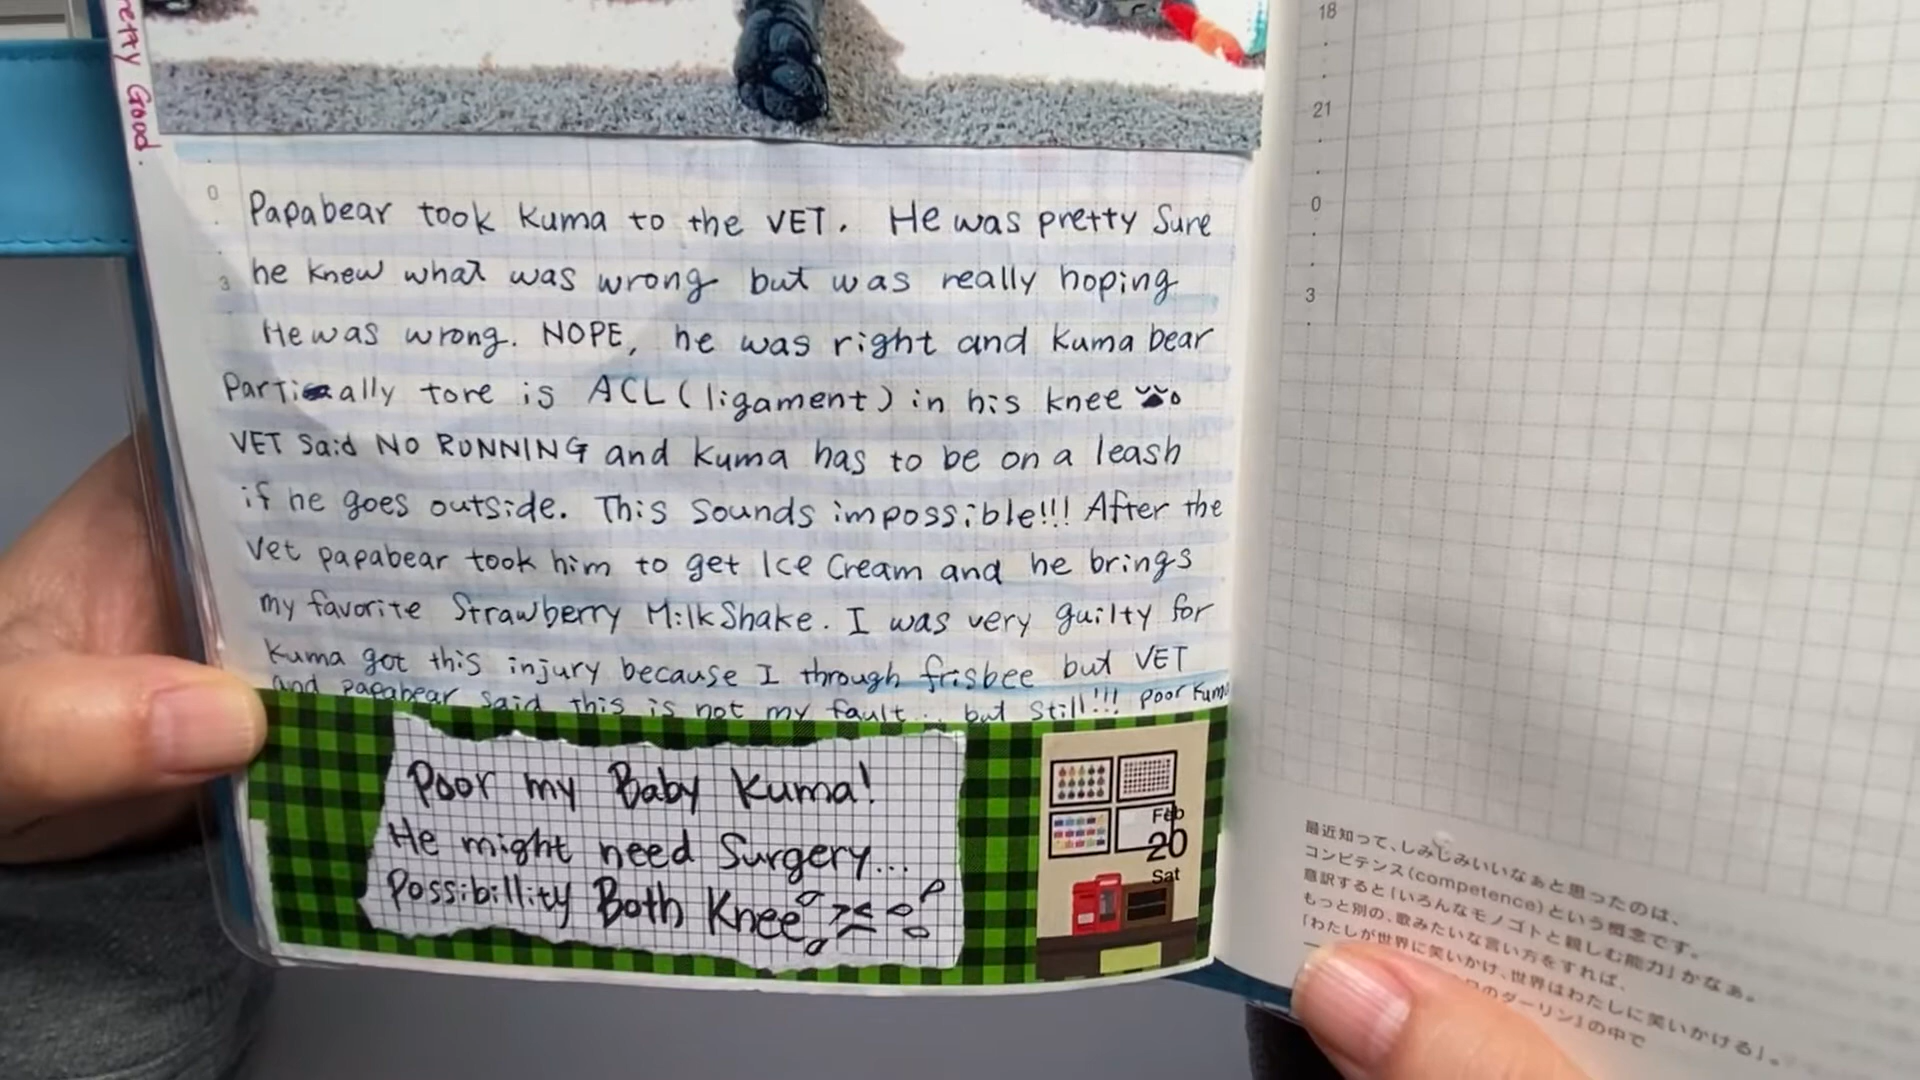 etty Good.
0
3
Papabear took Kuma to the VET. He was pretty Sure
he knew what was wrong but was really hoping
He was wrong. NOPE, he was right and Kuma bear
Partially tore is ACL (ligament) in his knee
VET said NO RUNNING and Kuma has to be on a leash
if he goes outside. This sounds impossible!!! After the
Vet papabear took him to get Ice Cream and he brings
my favorite Strawberry MilkShake. I was very guilty for
Kuma got this injury because I through frisbee but VET
and papabear said this is not my fault... but Still!!! poor Kuma
Poor my Baby Kuma!
He might need Surgery...
Possibillity Both Knee
Feb
20
Sat
18
21
0
3
最近知って、しみじみいいなぁと思ったのは、
コンピテンス(competence)という概念です。
意訳すると「いろんなモノゴトと親しむ能力」かなぁ。
もっと別の、歌みたいな言い方をすれば、
「わたしが世界に笑いかけ、世界はわたしに笑いかける」。
のダーリン』の中で